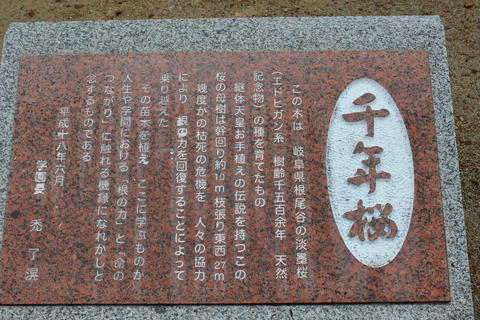 千年桜
この木は 岐阜県根尾谷の淡墨桜
(エドヒガン系 樹齢千五百余年 天然
記念物)の種を育てたもの
継体天皇お手植えの伝説を持つこの
桜の母樹は幹回り約10m枝張り東西27m
幾度かの枯死の危機を 人々の協力
により 根の力を回復することによって
乗り越えた
その苗木を植え ここに学ぶものが
人生や学問における「根の力」と「命の
つながり」に触れる機縁になれかしと
念ずるものである
平成十八年六月
学園長 忝 了滉